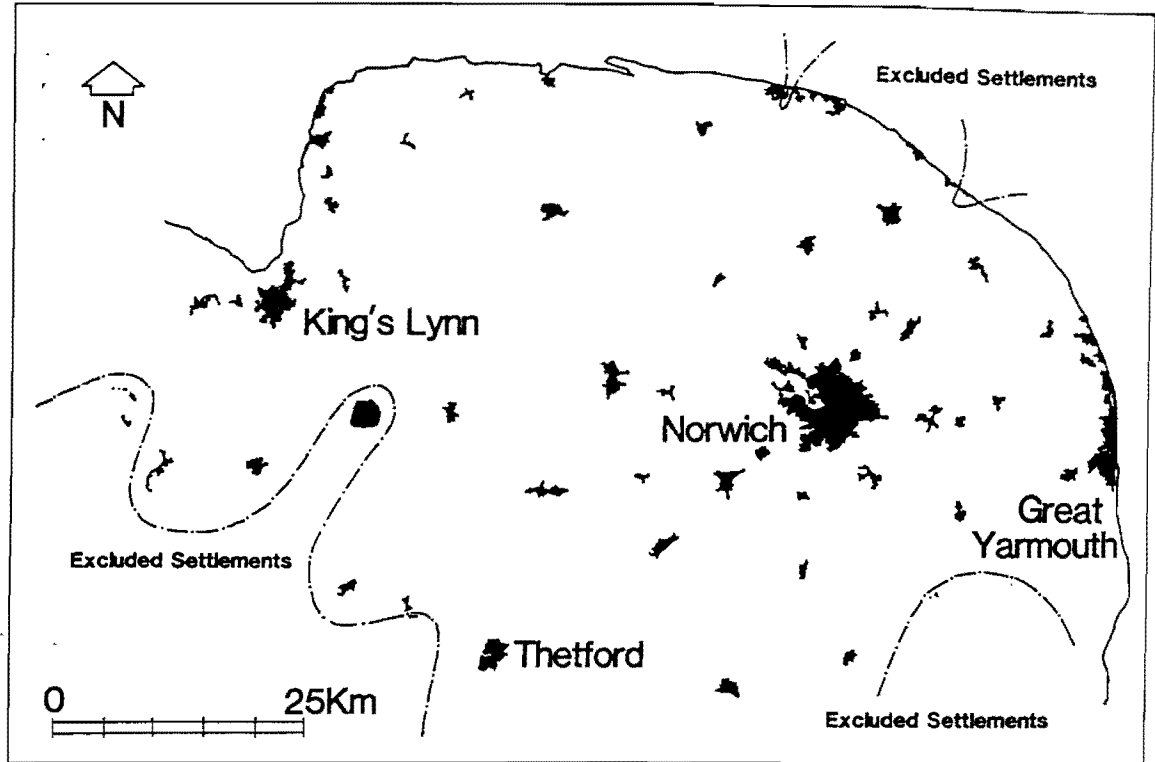 Excluded Settlements
N
King's Lynn
Norwich
Great
Yarmouth
Excluded Settlements
Thetford
0 25Km
Excluded Settlements